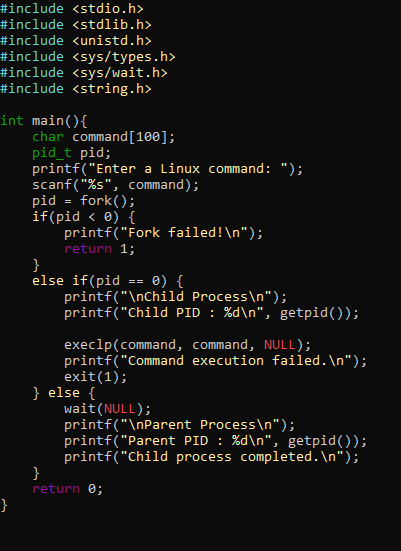 #include <stdio.h>
#include <stdlib.h>
#include <unistd.h>
#include <sys/types.h>
#include <sys/wait.h>
#include <string.h>

int main(){
    char command[100];
    pid_t pid;
    printf("Enter a Linux command: ");
    scanf("%s", command);
    pid = fork();
    if(pid < 0) {
        printf("Fork failed!\n");
        return 1;
    }
    else if(pid == 0) {
        printf("\nChild Process\n");
        printf("Child PID : %d\n", getpid());

        execlp(command, command, NULL);
        printf("Command execution failed.\n");
        exit(1);
    } else {
        wait(NULL);
        printf("\nParent Process\n");
        printf("Parent PID : %d\n", getpid());
        printf("Child process completed.\n");
    }
    return 0;
}